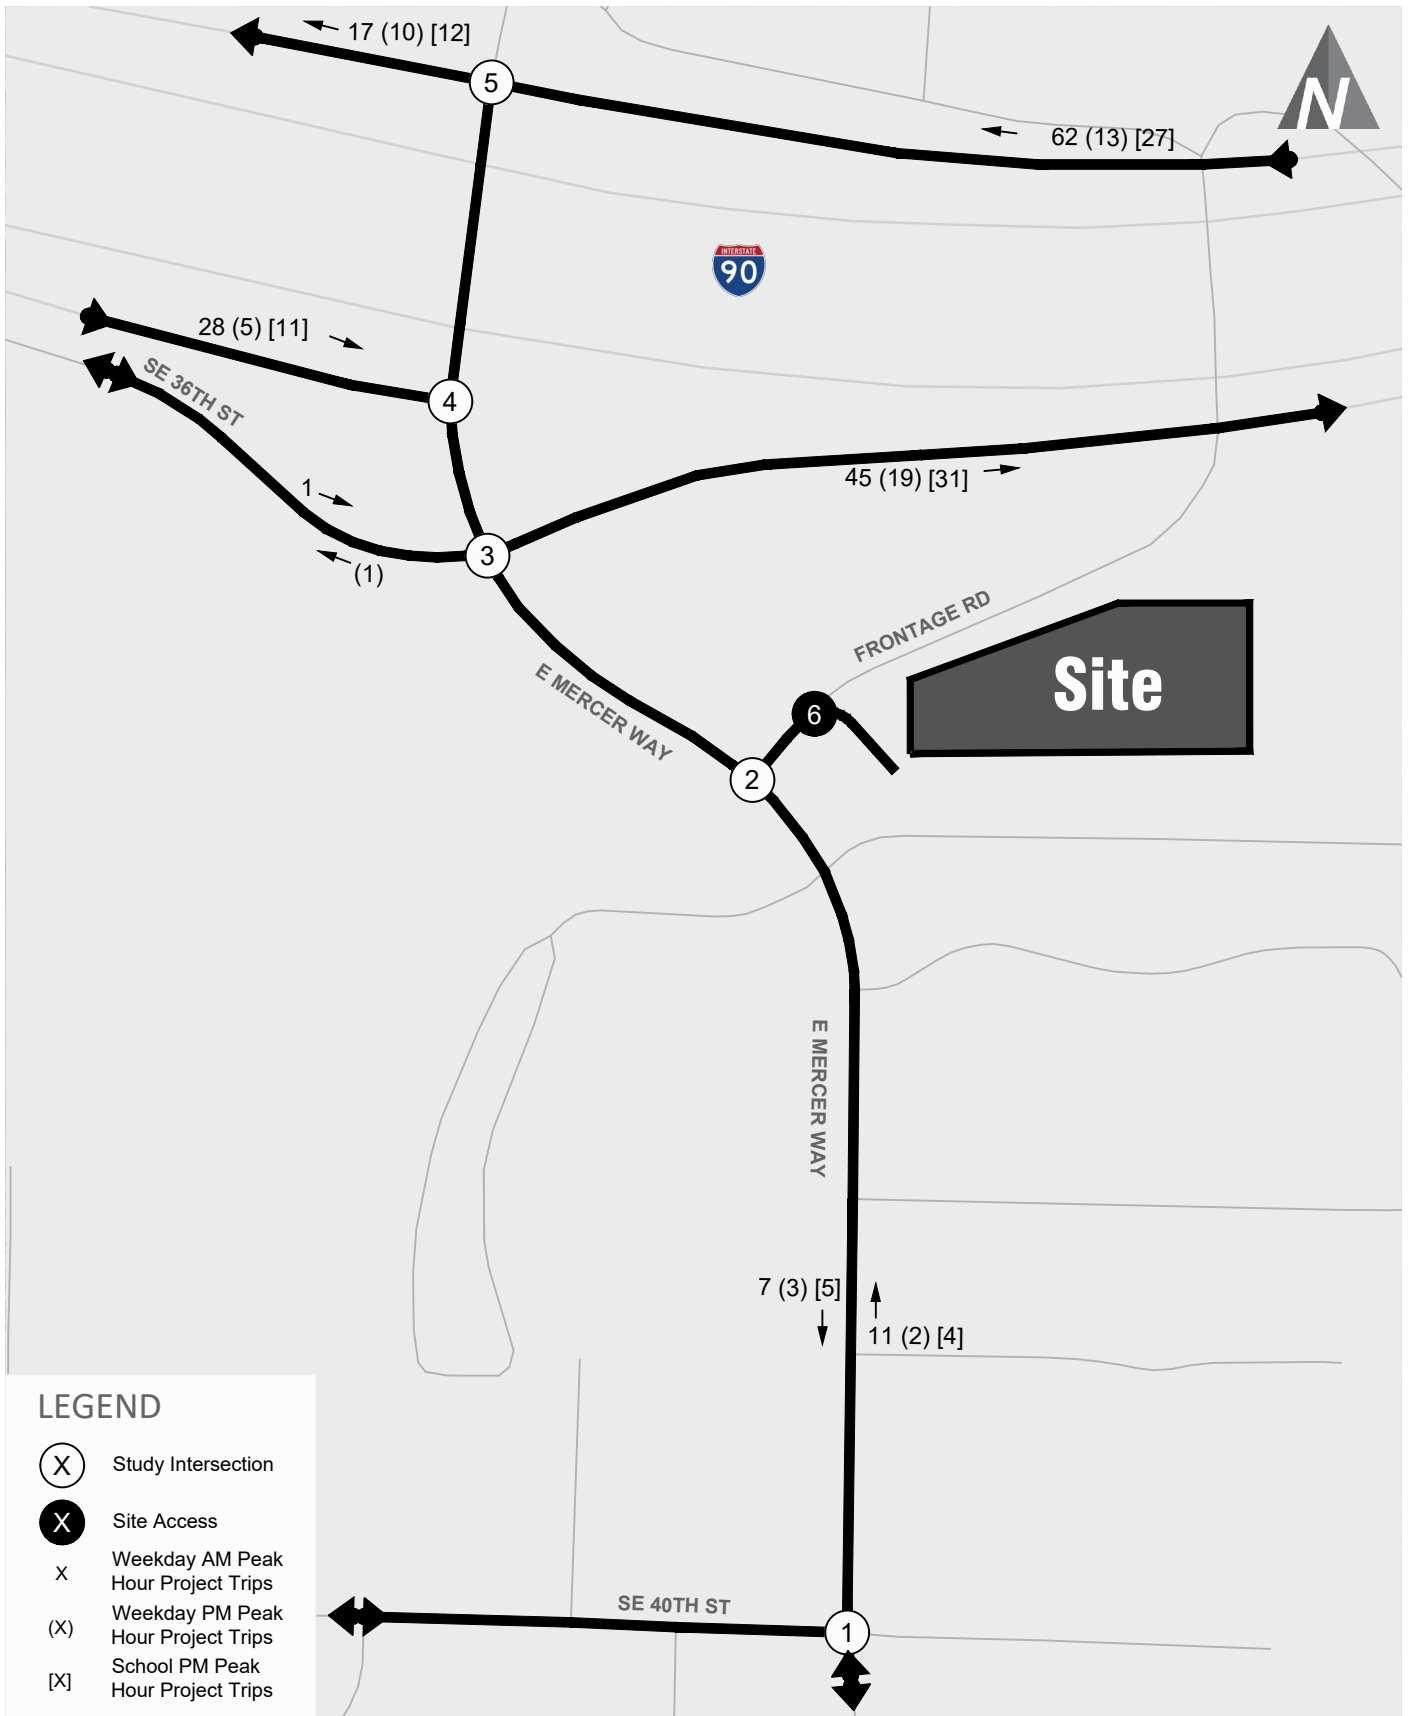 17 (10) [12]
5
N
62 (13) [27]
INTERSTATE
90
28 (5) [11]
SE 36TH ST
4
45 (19) [31]
1
3
(1)
FRONTAGE RD
Site
E MERCER WAY
6
2
E MERCER WAY
7 (3) [5]
11 (2) [4]
SE 40TH ST
1
LEGEND
X Study Intersection
X Site Access
X Weekday AM Peak
Hour Project Trips
(X) Weekday PM Peak
Hour Project Trips
[X] School PM Peak
Hour Project Trips